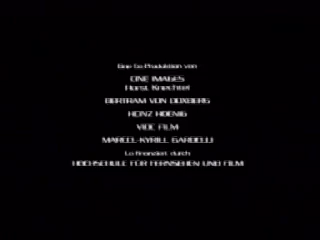 Eine Co Produktion von
CINE IMAGES
Horst Knechtel
BERTRAM VON BOXBERG
HEINZ HOENIG
VIDE FILM
MARCEL-KYRILL GARDELLI
Co finanziert durch
HOCHSCHULE FÜR FERNSEHEN UND FILM